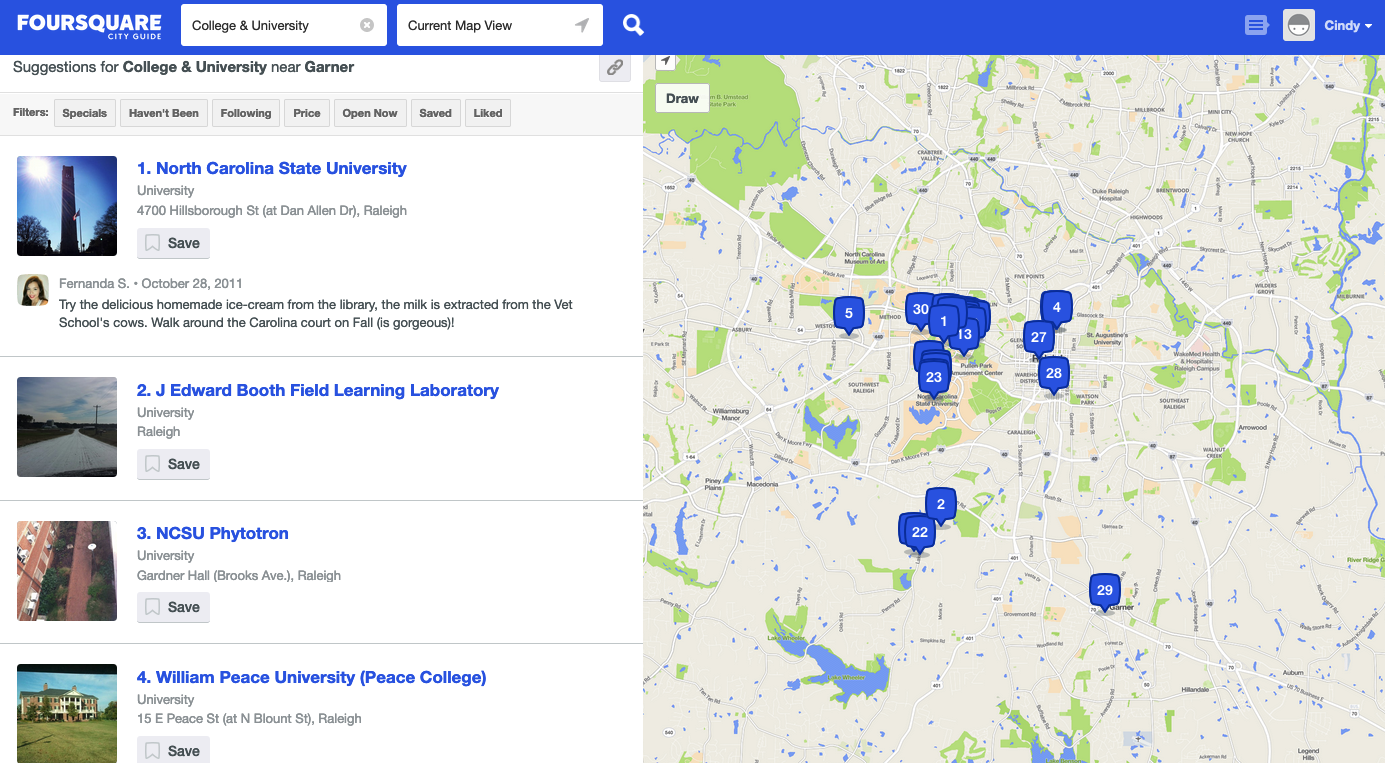 FOURSQUARE
CITY GUIDE
College & University
Current Map View
Cindy
Suggestions for College & University near Garner
Filters:
Specials
Haven't Been
Following
Price
Open Now
Saved
Liked
1. North Carolina State University
University
4700 Hillsborough St (at Dan Allen Dr), Raleigh
Save
Fernanda S. • October 28, 2011
Try the delicious homemade ice-cream from the library, the milk is extracted from the Vet
School's cows. Walk around the Carolina court on Fall (is gorgeous)!
2. J Edward Booth Field Learning Laboratory
University
Raleigh
Save
3. NCSU Phytotron
University
Gardner Hall (Brooks Ave.), Raleigh
Save
4. William Peace University (Peace College)
University
15 E Peace St (at N Blount St), Raleigh
Save
Draw
MILLBROOK
MINI CITY
NEW HOPE
CHURCH
CRABTREE
VALLEY
Duke Raleigh
Hospital
BRENTWOOD
HIGHWOODS
North Carolina
Museum of Art
FIVE POINTS
WILDERS
GROVE
MILBURNIE
ASBURY
METHOD
5
30
1
13
4
27
28
23
St. Augustine's
University
Pullen Park
Amusement Center
WakeMed Health
& Hospitals:
Raleigh Campus
SOUTHWEST
RALEIGH
North Carolina
State University
WATSON
PARK
SOUTHEAST
RALEIGH
Williamsburg
Manor
CARALEIGH
Arrowood
WALNUT
CREEK
Piney
Plains
Macedonia
2
22
29
Garner
Lake Wheeler
Auburn
Hillandale
Legend
Hills